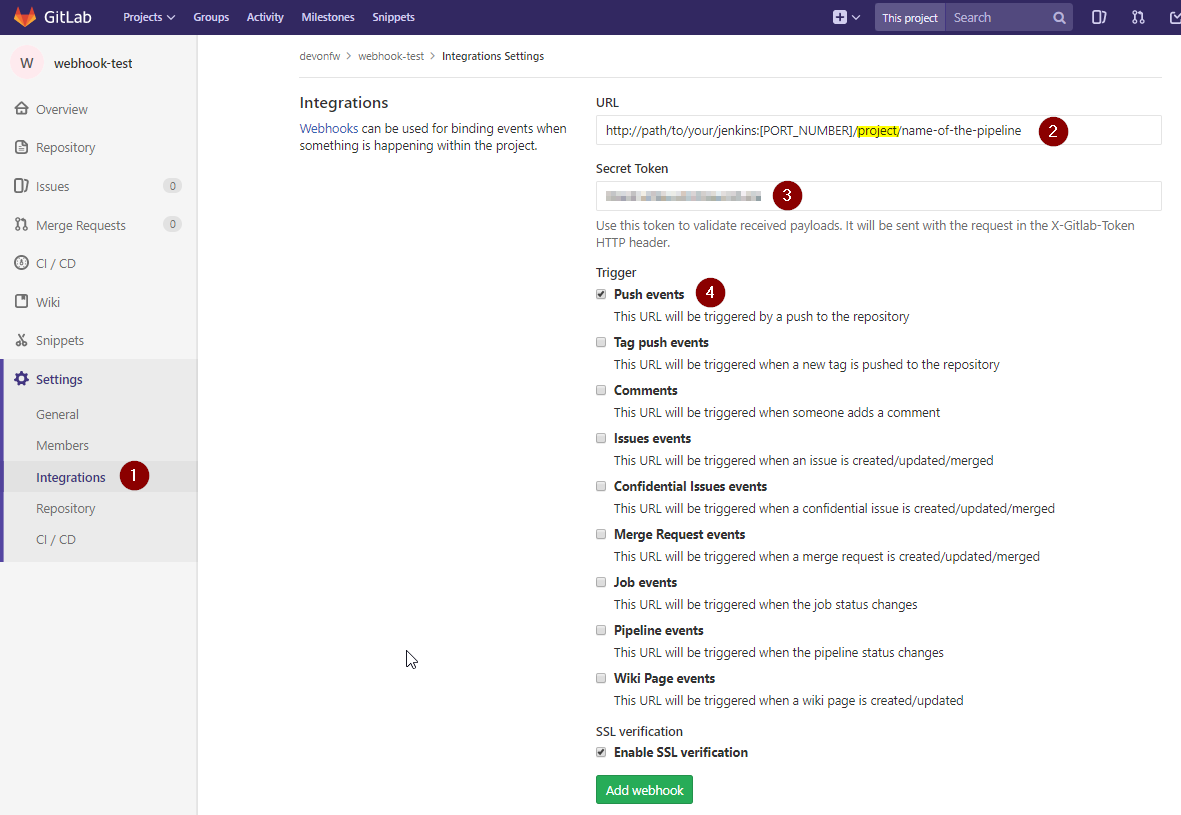 GitLab
Projects
Groups
Activity
Milestones
Snippets
This project
Search
W
webhook-test
Overview
Repository
Issues
0
Merge Requests
0
CI / CD
Wiki
Snippets
Settings
General
Members
Integrations
1
Repository
CI / CD
devonfw > webhook-test > Integrations Settings
Integrations
Webhooks can be used for binding events when
something is happening within the project.
URL
http://path/to/your/jenkins:[PORT_NUMBER]/project/name-of-the-pipeline
2
Secret Token
3
Use this token to validate received payloads. It will be sent with the request in the X-Gitlab-Token
HTTP header.
Trigger
Push events
4
This URL will be triggered by a push to the repository
Tag push events
This URL will be triggered when a new tag is pushed to the repository
Comments
This URL will be triggered when someone adds a comment
Issues events
This URL will be triggered when an issue is created/updated/merged
Confidential Issues events
This URL will be triggered when a confidential issue is created/updated/merged
Merge Request events
This URL will be triggered when a merge request is created/updated/merged
Job events
This URL will be triggered when the job status changes
Pipeline events
This URL will be triggered when the pipeline status changes
Wiki Page events
This URL will be triggered when a wiki page is created/updated
SSL verification
Enable SSL verification
Add webhook